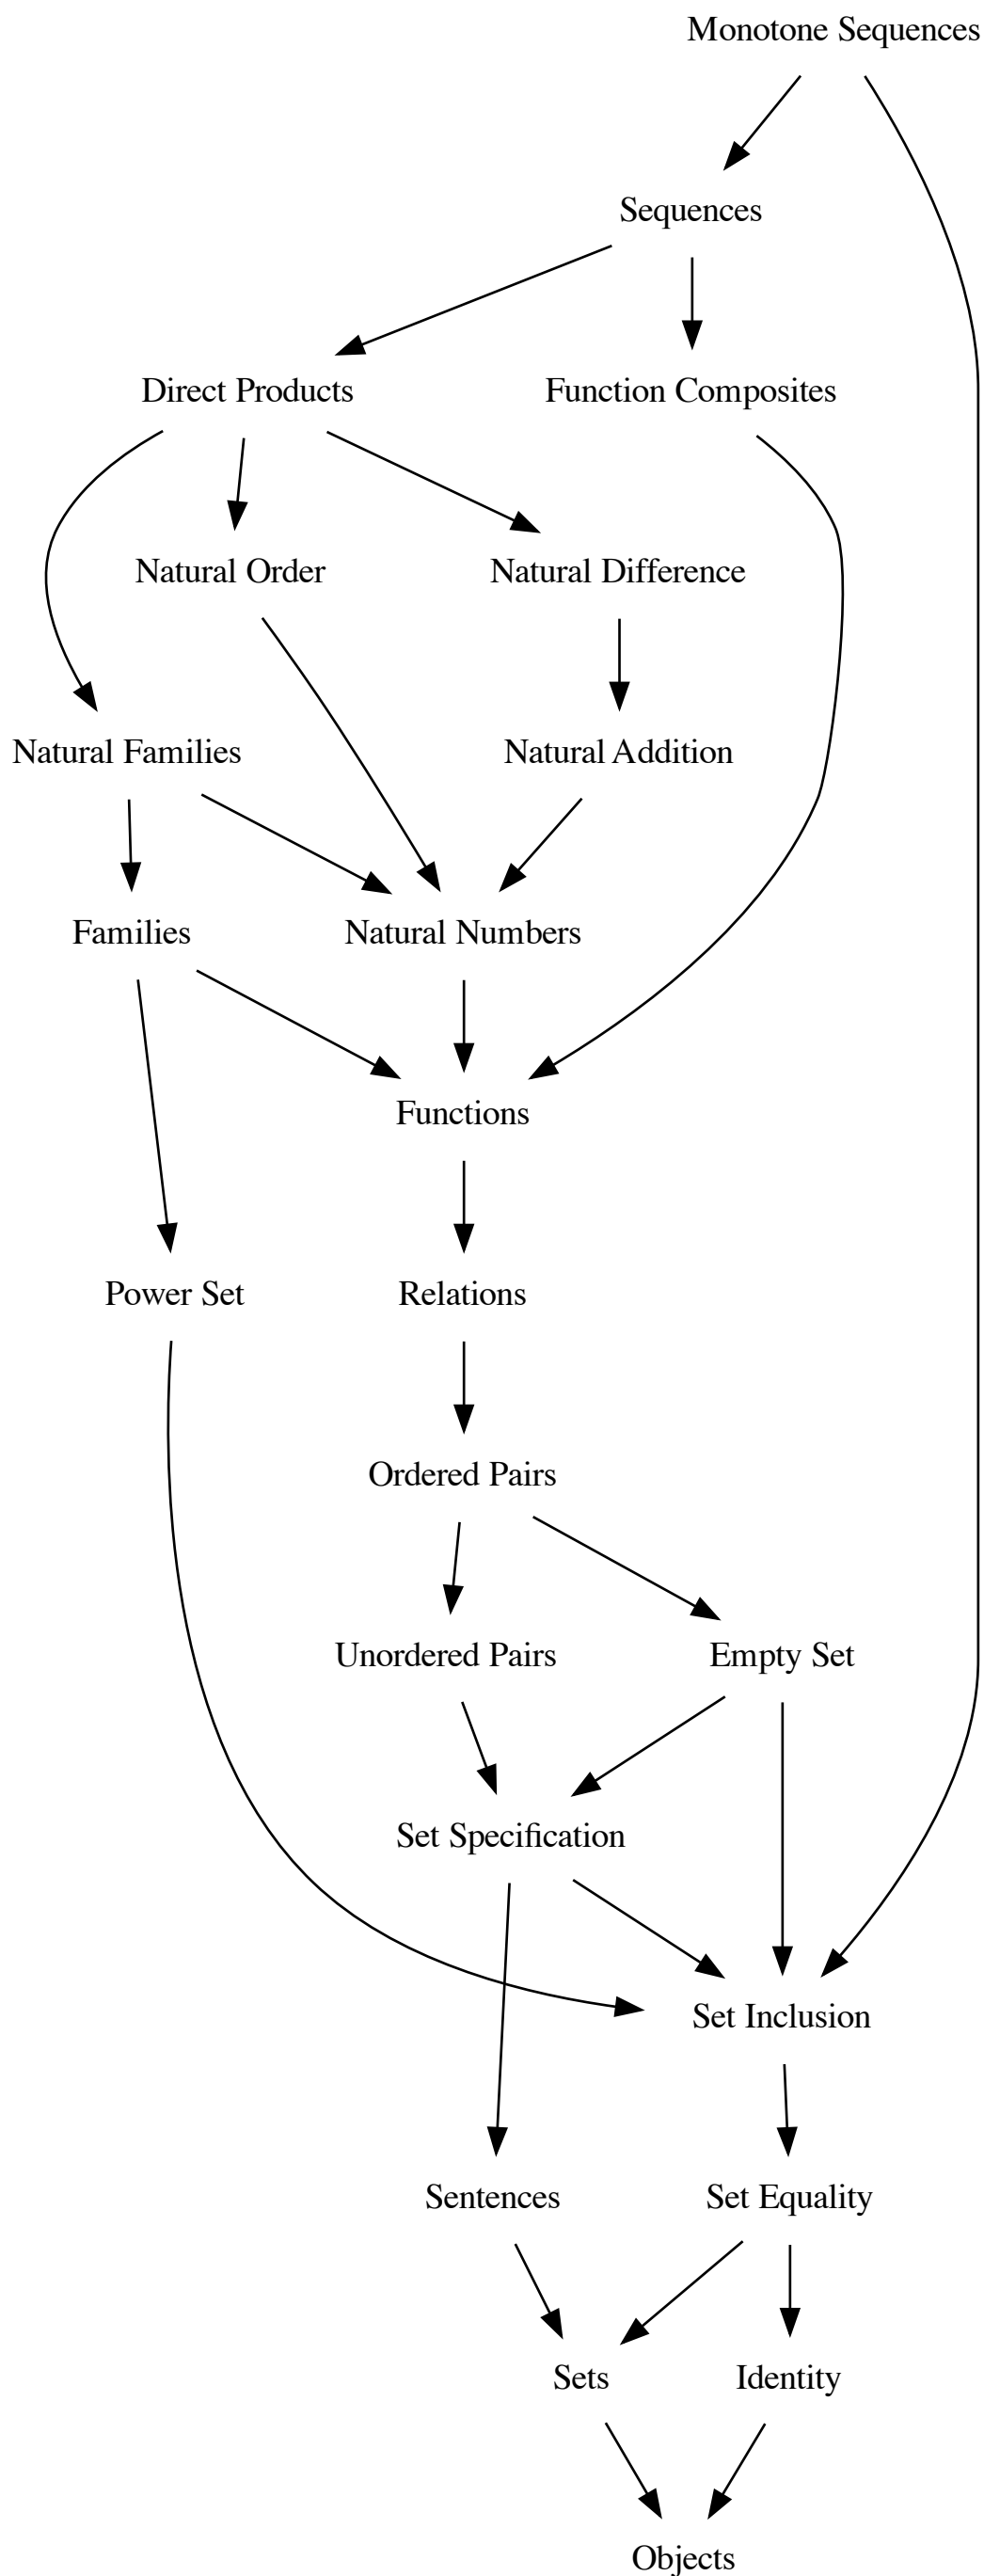 Monotone Sequences
Sequences
Direct Products
Function Composites
Natural Order
Natural Difference
Natural Families
Natural Addition
Families
Natural Numbers
Functions
Power Set
Relations
Ordered Pairs
Unordered Pairs
Empty Set
Set Specification
Set Inclusion
Sentences
Set Equality
Sets
Identity
Objects